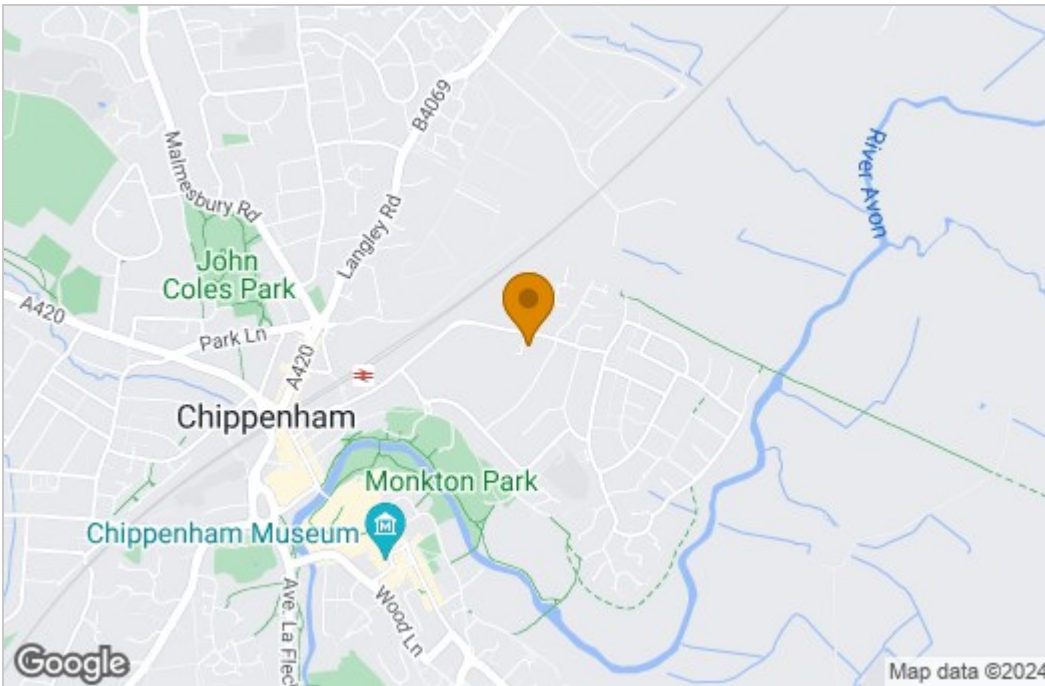 B4069
Malmesbury Rd
River Avon
Langley Rd
John
Coles Park
A420
Park Ln
A420
Chippenham
Monkton Park
Chippenham Museum
Wood Ln
Ave. La Flech
Google
Map data ©2024